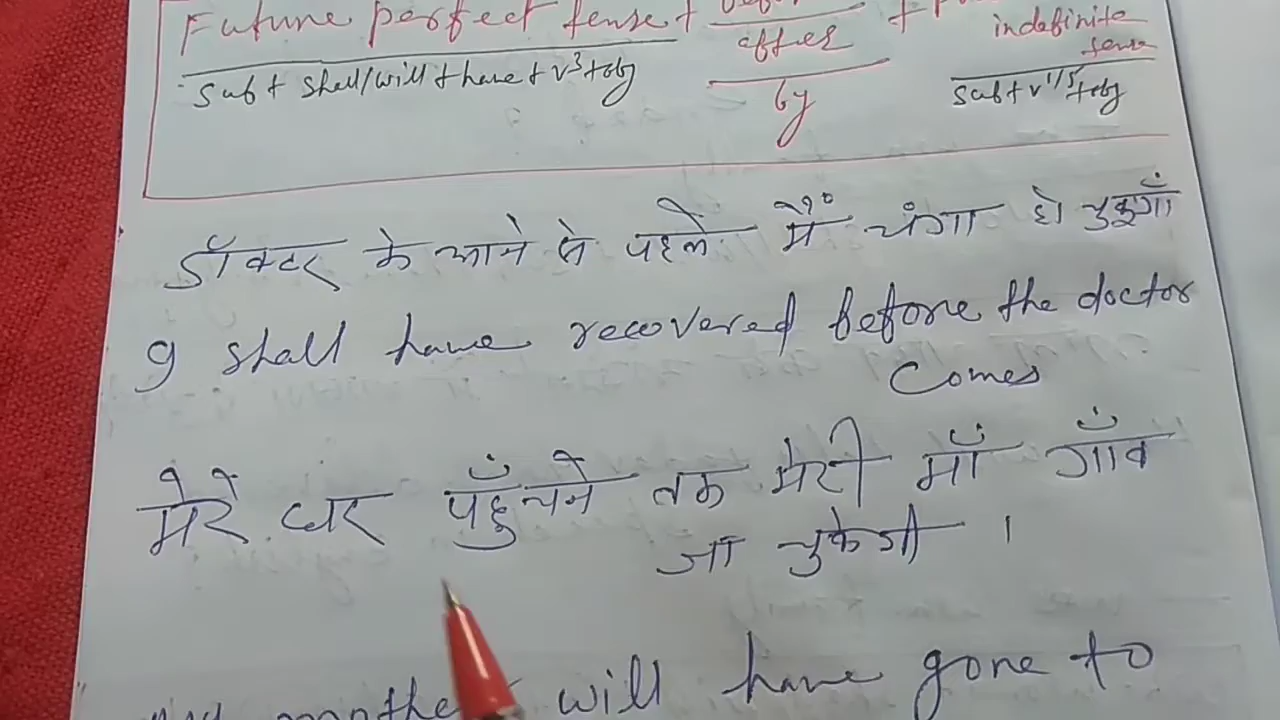 Future perfect tense + after +
indefinite
tense
Sub + shall/will + have + v³ + obj by Sub + v¹/⁵ + obj
डॉक्टर के आने से पहले मैं चंगा हो चुकूँगा
I shall have recovered before the doctor
comes
मेरे घर पहुँचने तक मेरी माँ गाँव
जा चुकेगी ।
will have gone to